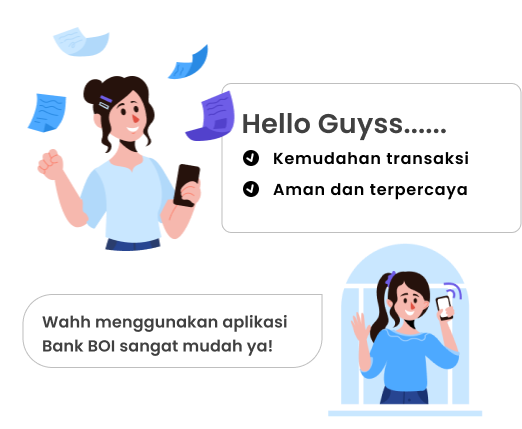 Hello Guyss......
Kemudahan transaksi
Aman dan terpercaya
Wahh menggunakan aplikasi
Bank BOI sangat mudah ya!